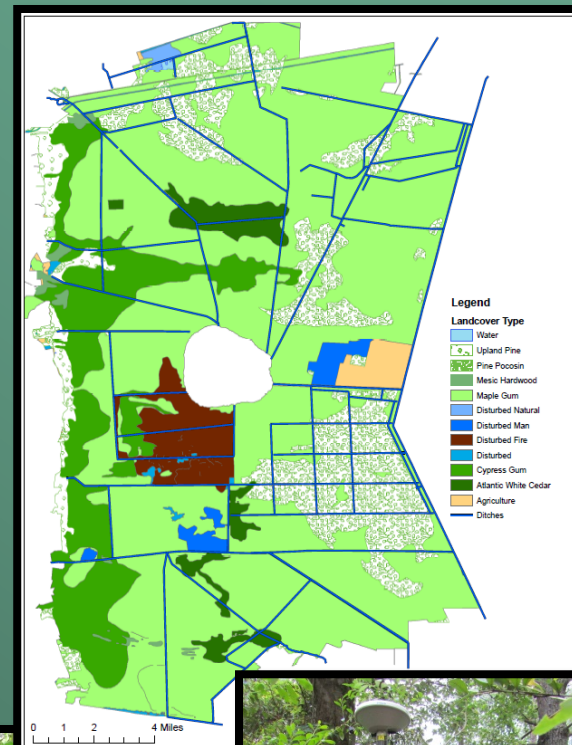 Legend
Landcover Type
Water
Upland Pine
Pine Pocosin
Mesic Hardwood
Maple Gum
Disturbed Natural
Disturbed Man
Disturbed Fire
Disturbed
Cypress Gum
Atlantic White Cedar
Agriculture
Ditches
0 1 2 4 Miles